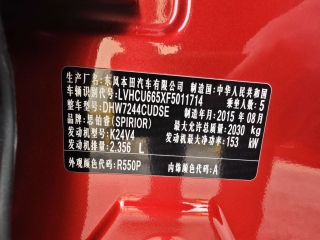 生产厂名:东风本田汽车有限公司 制造国:中华人民共和国
车辆识别代号:LVHCU665XF5011714 乘坐人数:5
整车型号:DHW7244CUDSE 制造年月:2015年08月
品牌:思铂睿(SPIRIOR) 最大允许总质量:2030 kg
发动机型号:K24V4 发动机最大净功率:153 kW
发动机排量:2.356 L
外观颜色代码:R550P 内饰颜色代码:A